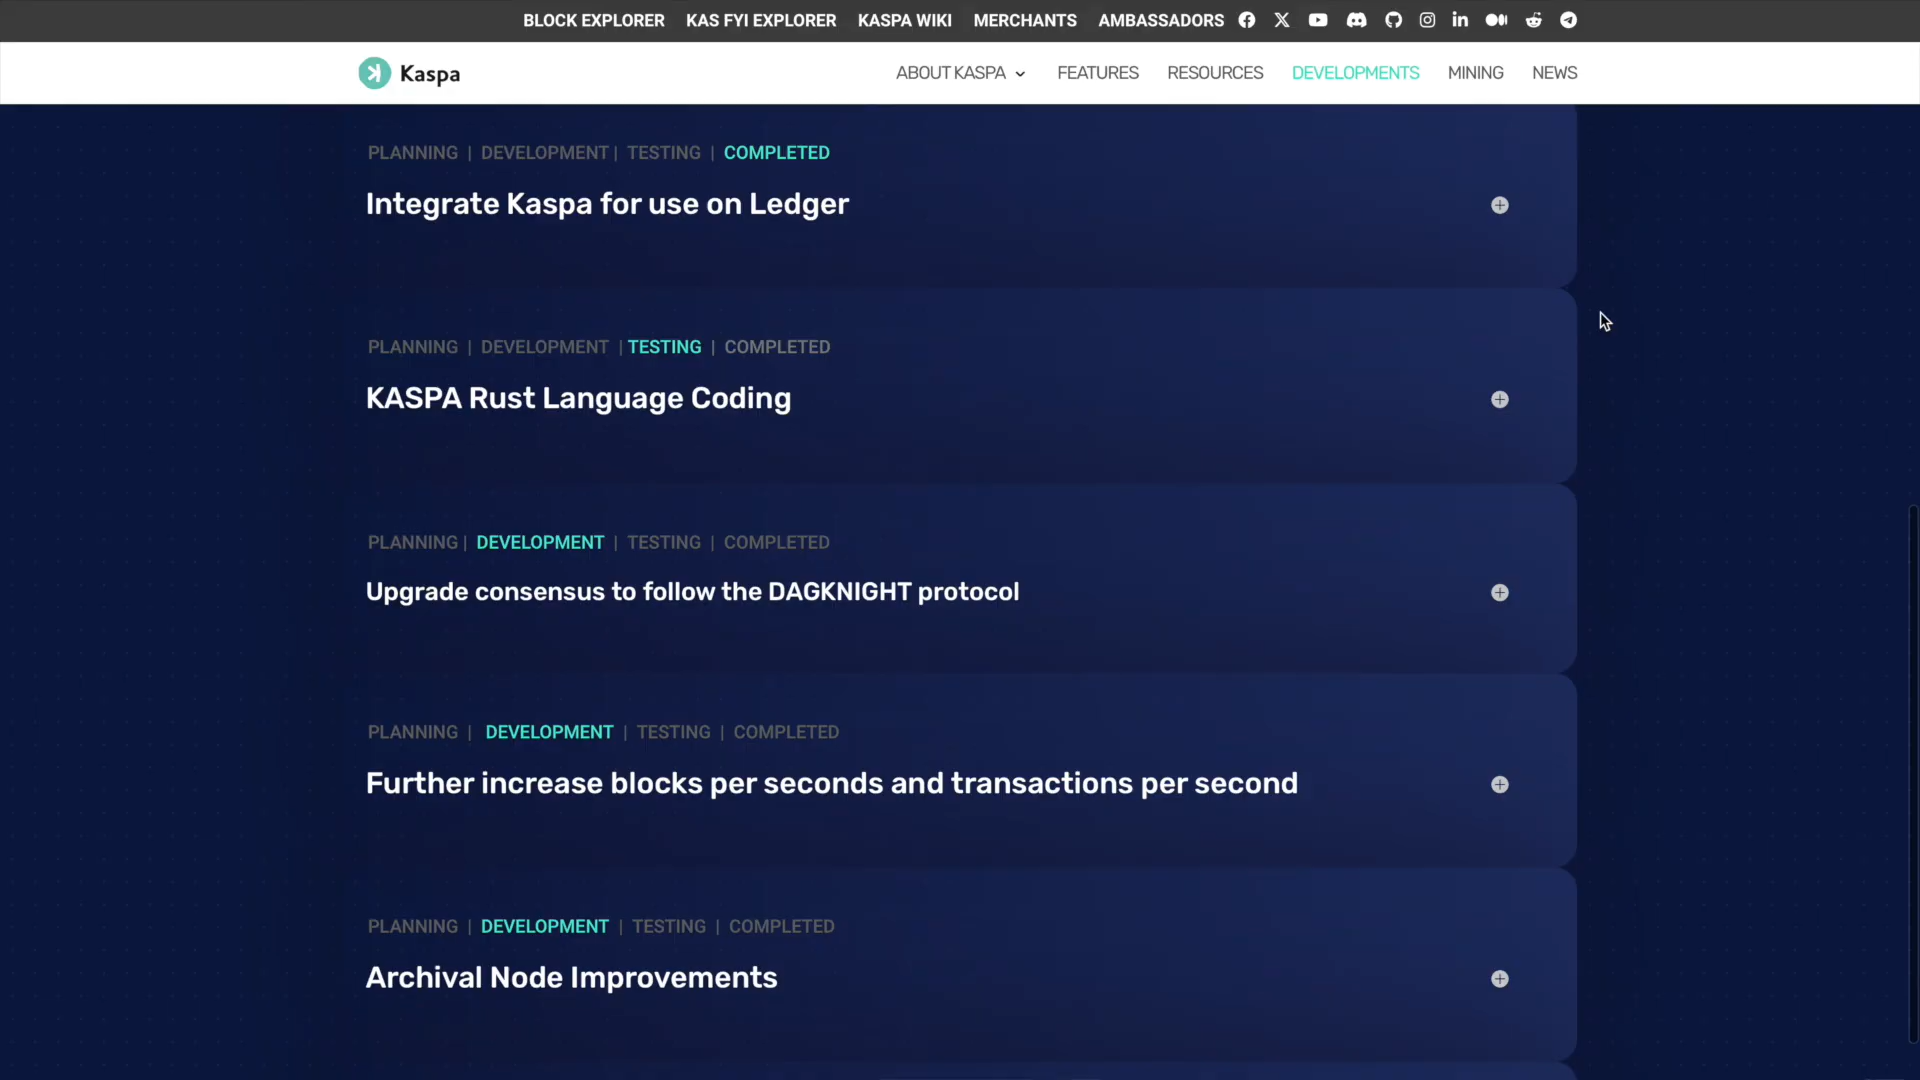 BLOCK EXPLORER KAS FYI EXPLORER KASPA WIKI MERCHANTS AMBASSADORS
Kaspa
ABOUT KASPA FEATURES RESOURCES DEVELOPMENTS MINING NEWS
PLANNING | DEVELOPMENT | TESTING | COMPLETED
Integrate Kaspa for use on Ledger
PLANNING | DEVELOPMENT | TESTING | COMPLETED
KASPA Rust Language Coding
PLANNING | DEVELOPMENT | TESTING | COMPLETED
Upgrade consensus to follow the DAGKNIGHT protocol
PLANNING | DEVELOPMENT | TESTING | COMPLETED
Further increase blocks per seconds and transactions per second
PLANNING | DEVELOPMENT | TESTING | COMPLETED
Archival Node Improvements